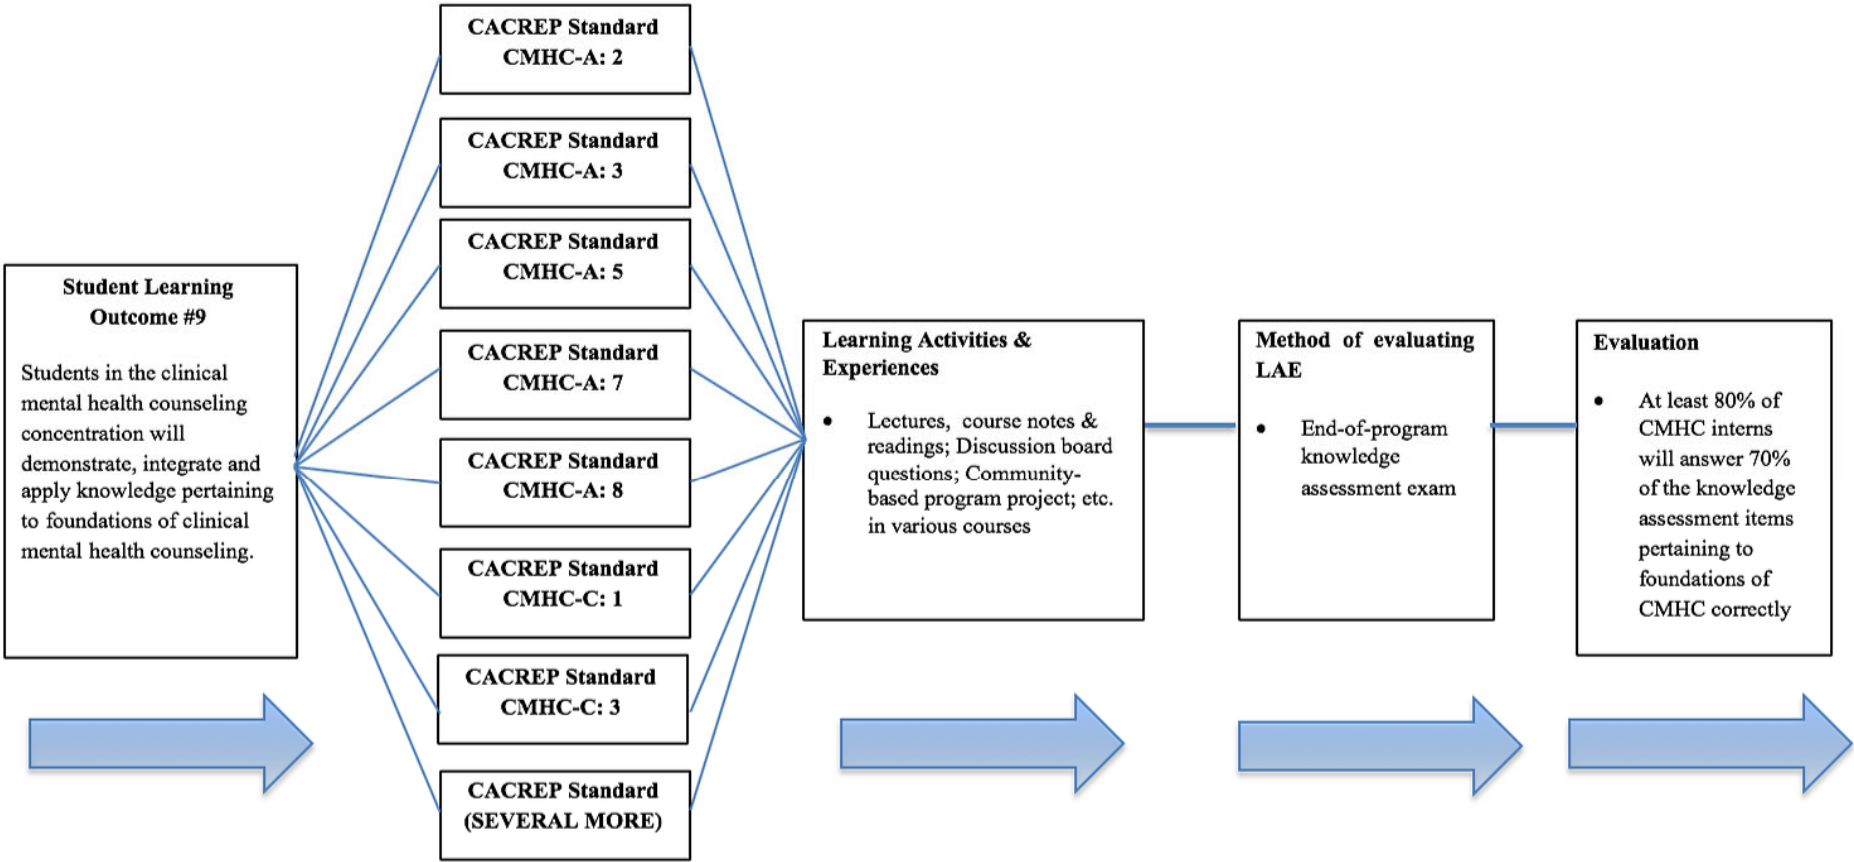 Student Learning
Outcome #9
Students in the clinical
mental health counseling
concentration will
demonstrate, integrate and
apply knowledge pertaining
to foundations of clinical
mental health counseling.
CACREP Standard
CMHC-A: 2
CACREP Standard
CMHC-A: 3
CACREP Standard
CMHC-A: 5
CACREP Standard
CMHC-A: 7
CACREP Standard
CMHC-A: 8
CACREP Standard
CMHC-C: 1
CACREP Standard
CMHC-C: 3
CACREP Standard
(SEVERAL MORE)
Learning Activities &
Experiences
• Lectures, course notes &
readings; Discussion board
questions; Community-
based program project; etc.
in various courses
Method of evaluating
LAE
• End-of-program
knowledge
assessment exam
Evaluation
• At least 80% of
CMHC interns
will answer 70%
of the knowledge
assessment items
pertaining to
foundations of
CMHC correctly